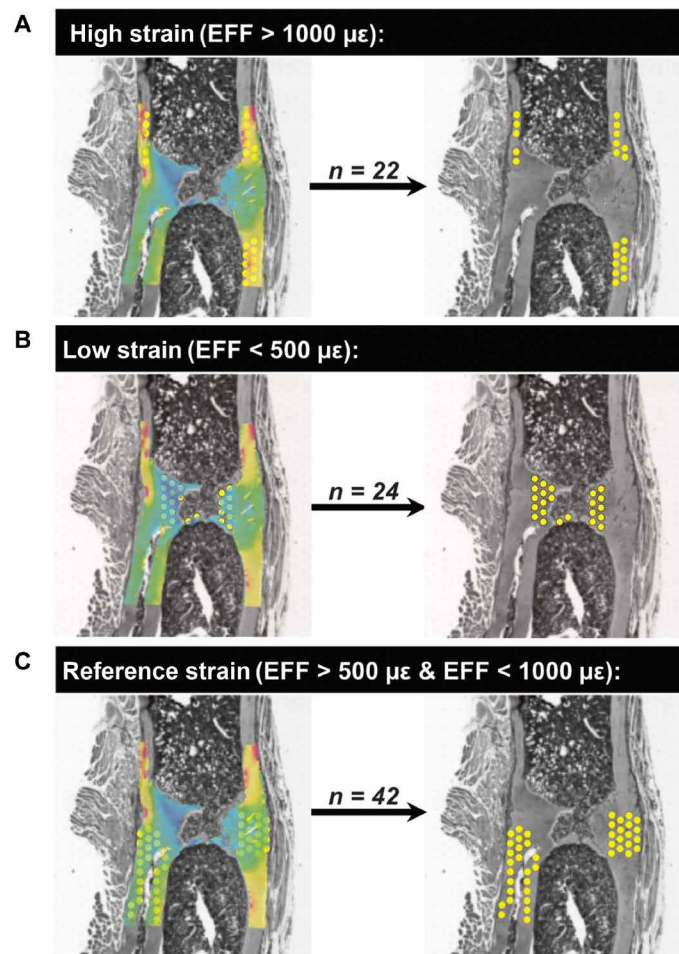 A
High strain (EFF > 1000 µε):
n = 22
B
Low strain (EFF < 500 µε):
n = 24
C
Reference strain (EFF > 500 µε & EFF < 1000 µε):
n = 42